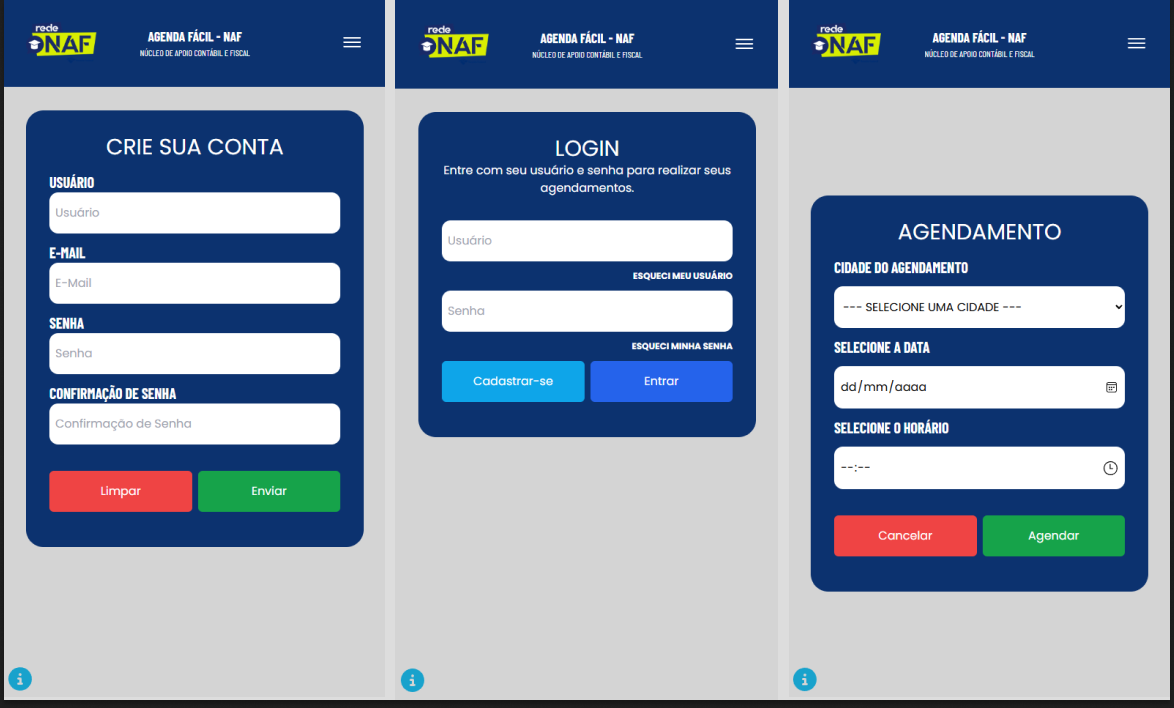 rede
NAF
AGENDA FÁCIL - NAF
NÚCLEO DE APOIO CONTÁBIL E FISCAL
CRIE SUA CONTA
USUÁRIO
Usuário
E-MAIL
E-Mail
SENHA
Senha
CONFIRMAÇÃO DE SENHA
Confirmação de Senha
Limpar
Enviar
i
rede
NAF
AGENDA FÁCIL - NAF
NÚCLEO DE APOIO CONTÁBIL E FISCAL
LOGIN
Entre com seu usuário e senha para realizar seus
agendamentos.
Usuário
ESQUECI MEU USUÁRIO
Senha
ESQUECI MINHA SENHA
Cadastrar-se
Entrar
i
rede
NAF
AGENDA FÁCIL - NAF
NÚCLEO DE APOIO CONTÁBIL E FISCAL
AGENDAMENTO
CIDADE DO AGENDAMENTO
--- SELECIONE UMA CIDADE ---
SELECIONE A DATA
dd/mm/aaaa
SELECIONE O HORÁRIO
--:--
Cancelar
Agendar
i